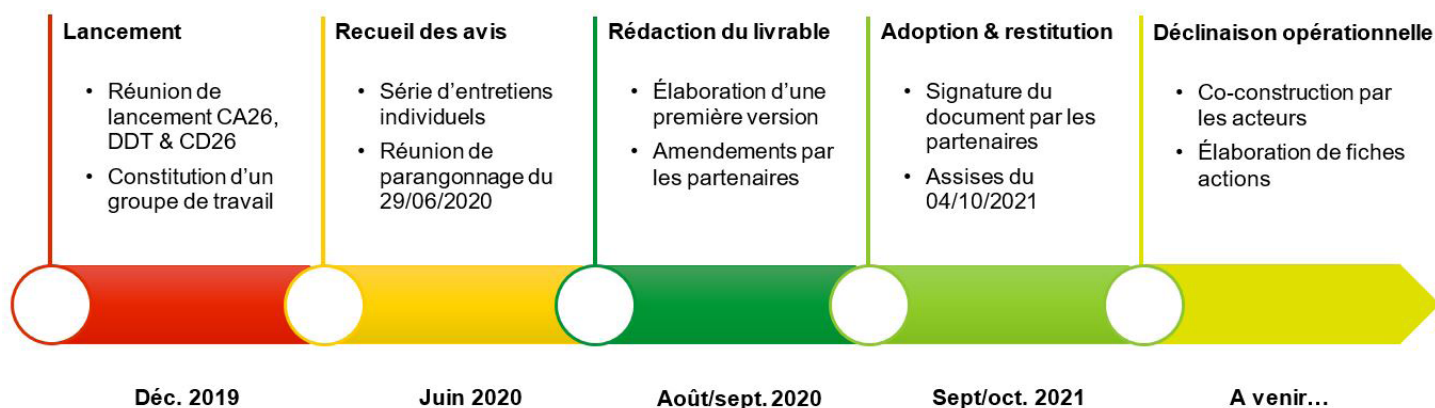 Lancement
• Réunion de
lancement CA26,
DDT & CD26
• Constitution d’un
groupe de travail
Recueil des avis
• Série d’entretiens
individuels
• Réunion de
parangonnage du
29/06/2020
Rédaction du livrable
• Élaboration d’une
première version
• Amendements par
les partenaires
Adoption & restitution
• Signature du
document par les
partenaires
• Assises du
04/10/2021
Déclinaison opérationnelle
• Co-construction par
les acteurs
• Élaboration de fiches
actions
Déc. 2019
Juin 2020
Août/sept. 2020
Sept/oct. 2021
A venir…